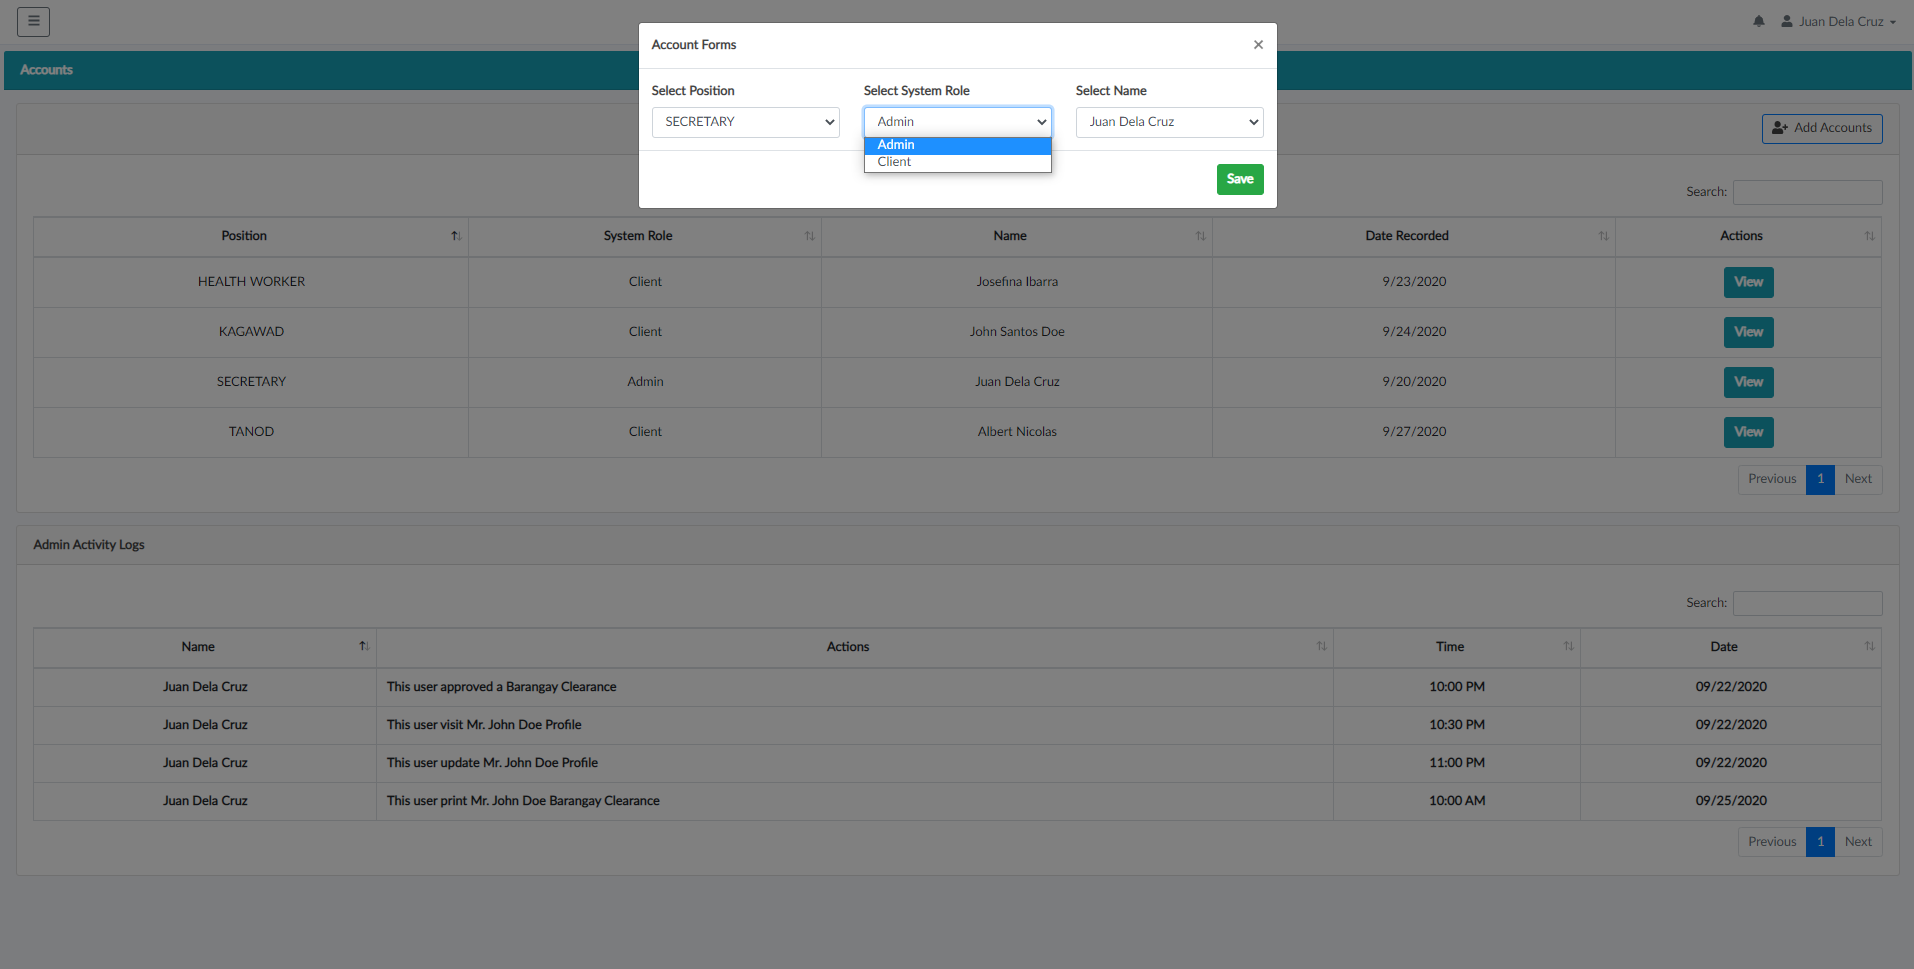 Juan Dela Cruz
Account Forms ×
Accounts
Select Position Select System Role Select Name
SECRETARY Admin Juan Dela Cruz
Admin
Client
Add Accounts
Save
Search:
Position System Role Name Date Recorded Actions
HEALTH WORKER Client Josefina Ibarra 9/23/2020 View
KAGAWAD Client John Santos Doe 9/24/2020 View
SECRETARY Admin Juan Dela Cruz 9/20/2020 View
TANOD Client Albert Nicolas 9/27/2020 View
Previous 1 Next
Admin Activity Logs
Search:
Name Actions Time Date
Juan Dela Cruz This user approved a Barangay Clearance 10:00 PM 09/22/2020
Juan Dela Cruz This user visit Mr. John Doe Profile 10:30 PM 09/22/2020
Juan Dela Cruz This user update Mr. John Doe Profile 11:00 PM 09/22/2020
Juan Dela Cruz This user print Mr. John Doe Barangay Clearance 10:00 AM 09/25/2020
Previous 1 Next